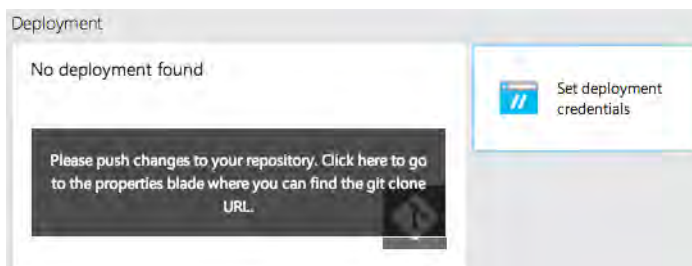 Deployment
No deployment found
Set deployment
credentials
Please push changes to your repository. Click here to go
to the properties blade where you can find the git clone
URL.